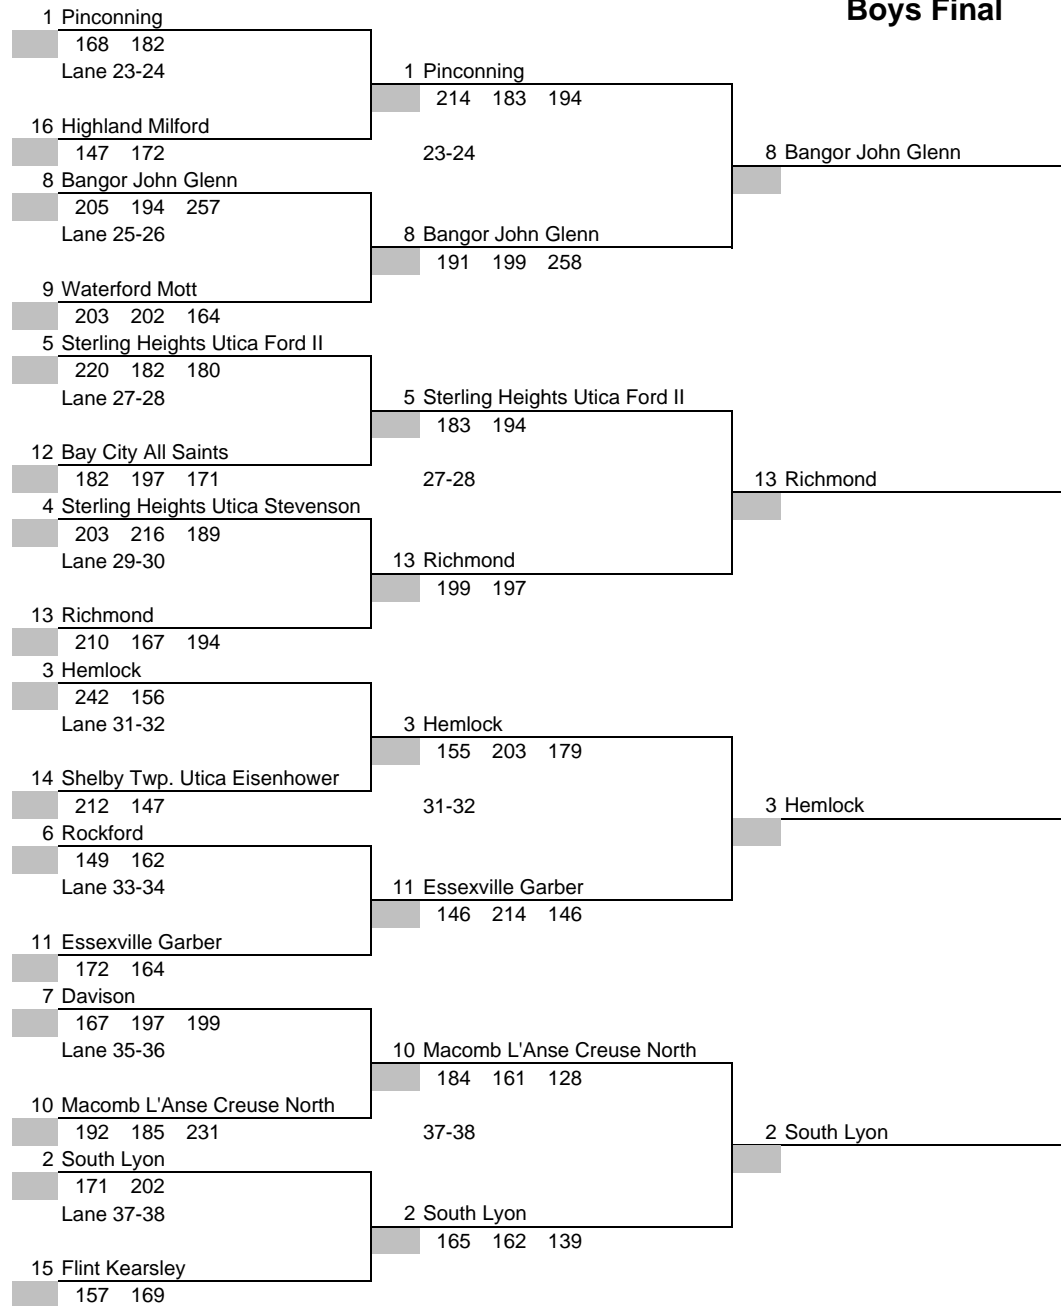 Boys Final
1 Pinconning
168 182
Lane 23-24
16 Highland Milford
147 172
8 Bangor John Glenn
205 194 257
Lane 25-26
9 Waterford Mott
203 202 164
5 Sterling Heights Utica Ford II
220 182 180
Lane 27-28
12 Bay City All Saints
182 197 171
4 Sterling Heights Utica Stevenson
203 216 189
Lane 29-30
13 Richmond
210 167 194
3 Hemlock
242 156
Lane 31-32
14 Shelby Twp. Utica Eisenhower
212 147
6 Rockford
149 162
Lane 33-34
11 Essexville Garber
172 164
7 Davison
167 197 199
Lane 35-36
10 Macomb L'Anse Creuse North
192 185 231
2 South Lyon
171 202
Lane 37-38
15 Flint Kearsley
157 169
1 Pinconning
214 183 194
23-24
8 Bangor John Glenn
191 199 258
5 Sterling Heights Utica Ford II
183 194
27-28
13 Richmond
199 197
3 Hemlock
155 203 179
31-32
11 Essexville Garber
146 214 146
10 Macomb L'Anse Creuse North
184 161 128
37-38
2 South Lyon
165 162 139
8 Bangor John Glenn
13 Richmond
3 Hemlock
2 South Lyon